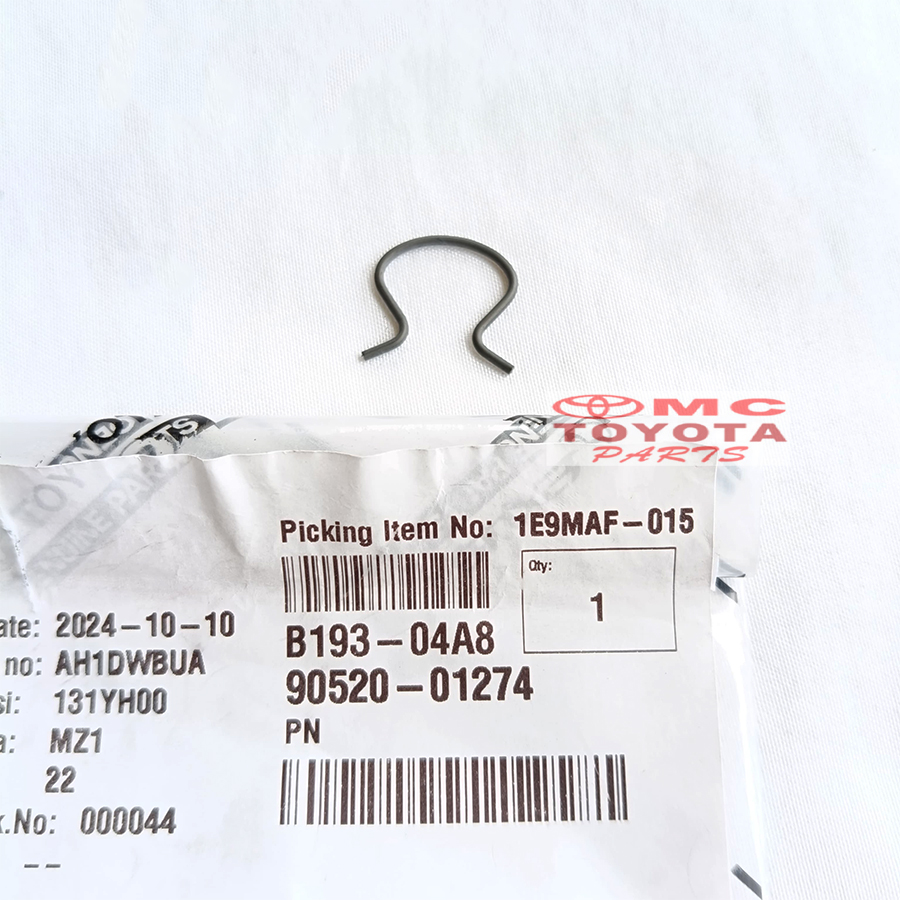 MC
TOYOTA
PARTS
Picking Item No: 1E9MAF-015
Qty:
1
B193-04A8
90520-01274
PN
ate: 2024-10-10
no: AH1DWBUA
si: 131YH00
a: MZ1
22
k.No: 000044
--